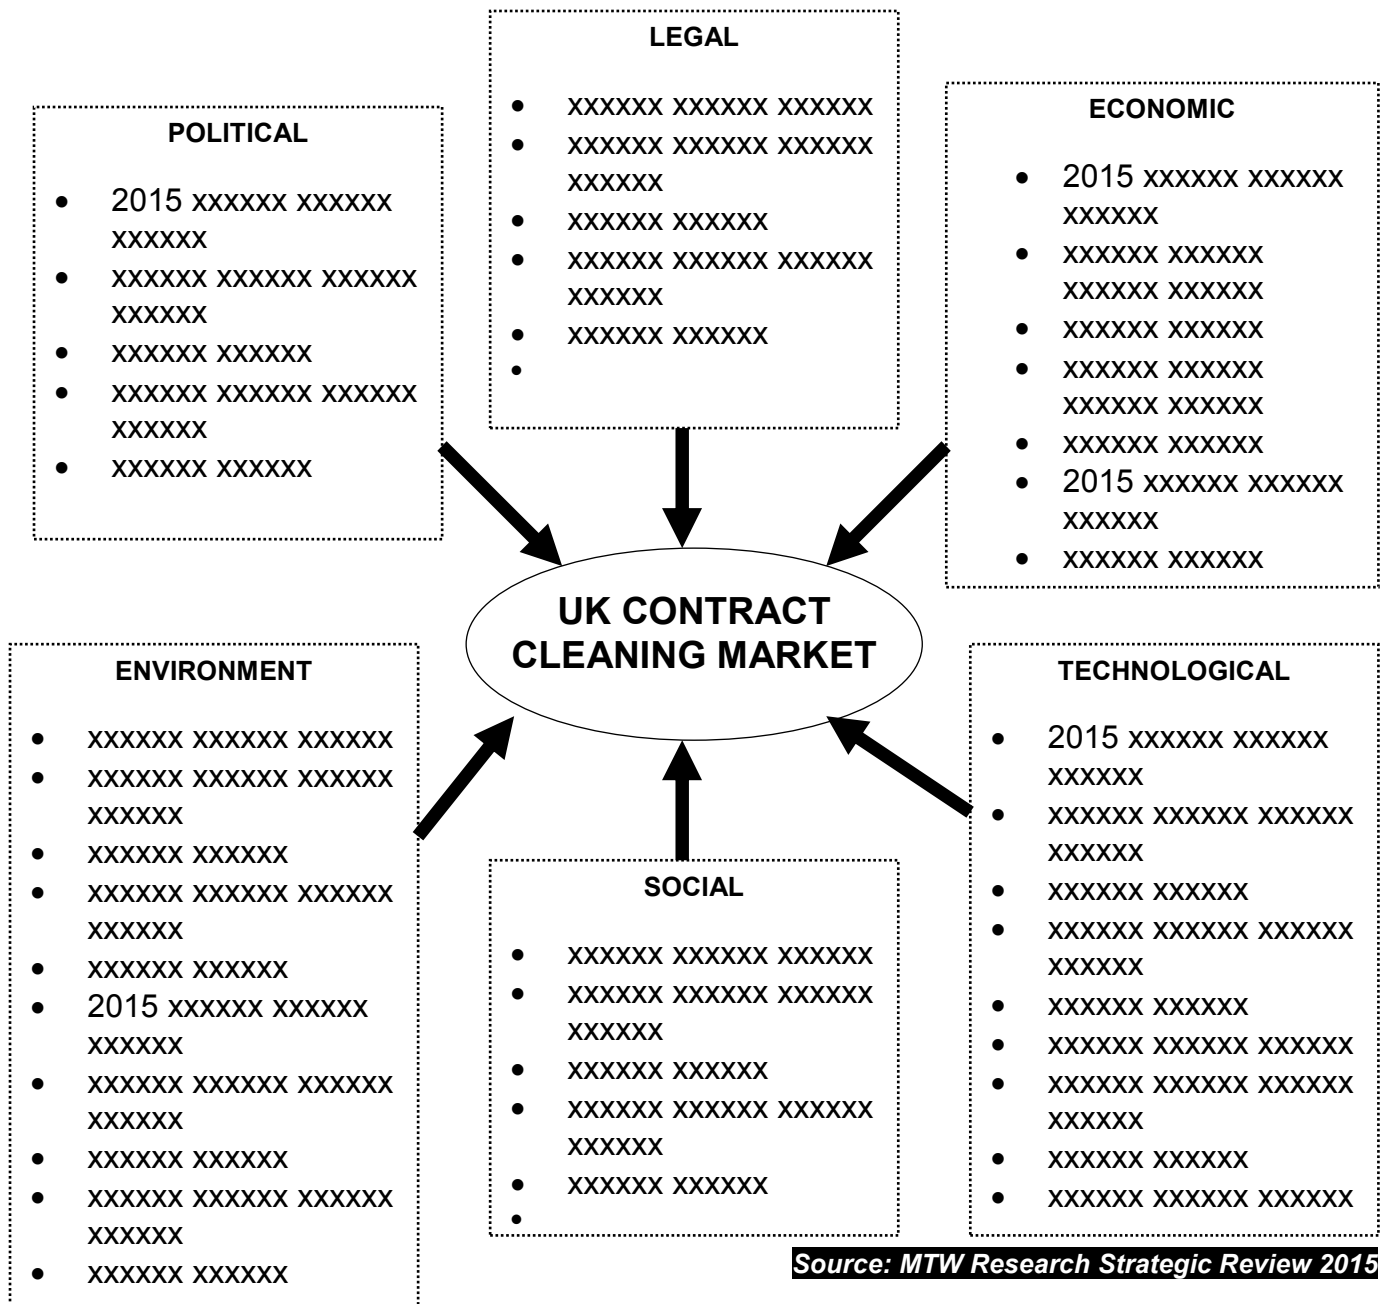 LEGAL
• xxxxxx xxxxxx xxxxxx
• xxxxxx xxxxxx xxxxxx
xxxxxx
• xxxxxx xxxxxx
• xxxxxx xxxxxx xxxxxx
xxxxxx
• xxxxxx xxxxxx
•
POLITICAL
• 2015 xxxxxx xxxxxx
xxxxxx
• xxxxxx xxxxxx xxxxxx
xxxxxx
• xxxxxx xxxxxx
• xxxxxx xxxxxx xxxxxx
xxxxxx
• xxxxxx xxxxxx
ECONOMIC
• 2015 xxxxxx xxxxxx
xxxxxx
• xxxxxx xxxxxx
xxxxxx xxxxxx
• xxxxxx xxxxxx
• xxxxxx xxxxxx
xxxxxx xxxxxx
• xxxxxx xxxxxx
• 2015 xxxxxx xxxxxx
xxxxxx
• xxxxxx xxxxxx
UK CONTRACT
CLEANING MARKET
ENVIRONMENT
• xxxxxx xxxxxx xxxxxx
• xxxxxx xxxxxx xxxxxx
xxxxxx
• xxxxxx xxxxxx
• xxxxxx xxxxxx xxxxxx
xxxxxx
• xxxxxx xxxxxx
• 2015 xxxxxx xxxxxx
xxxxxx
• xxxxxx xxxxxx xxxxxx
xxxxxx
• xxxxxx xxxxxx
• xxxxxx xxxxxx xxxxxx
xxxxxx
• xxxxxx xxxxxx
SOCIAL
• xxxxxx xxxxxx xxxxxx
• xxxxxx xxxxxx xxxxxx
xxxxxx
• xxxxxx xxxxxx
• xxxxxx xxxxxx xxxxxx
xxxxxx
• xxxxxx xxxxxx
•
TECHNOLOGICAL
• 2015 xxxxxx xxxxxx
xxxxxx
• xxxxxx xxxxxx xxxxxx
xxxxxx
• xxxxxx xxxxxx
• xxxxxx xxxxxx xxxxxx
xxxxxx
• xxxxxx xxxxxx
• xxxxxx xxxxxx xxxxxx
• xxxxxx xxxxxx xxxxxx
xxxxxx
• xxxxxx xxxxxx
• xxxxxx xxxxxx xxxxxx
Source: MTW Research Strategic Review 2015